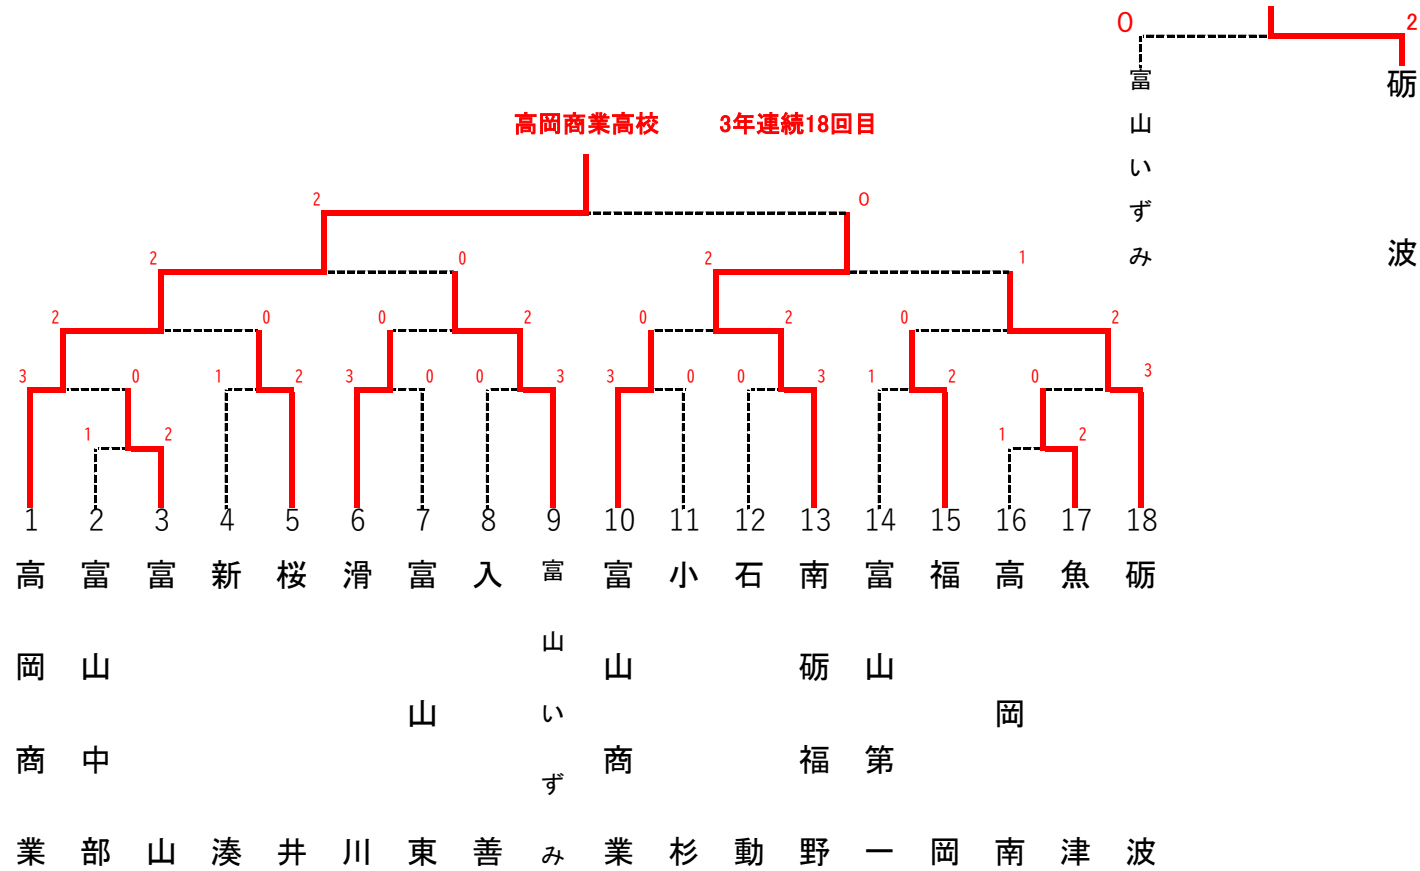 0 2
富山いずみ
砺波
高岡商業高校 3年連続18回目
2 0
2 0 2 1
2 0 0 2 0 2 0 2
3 0 1 2 3 0 0 3 3 0 0 3 1 2 0 3
1 2 1 2
1 2 3 4 5 6 7 8 9 10 11 12 13 14 15 16 17 18
高岡商業
富山中部
富山
新湊
桜井
滑川
富山東
入善
富山いずみ
富山商業
小杉
石動
南砺福野
富山第一
福岡
高岡南
魚津
砺波